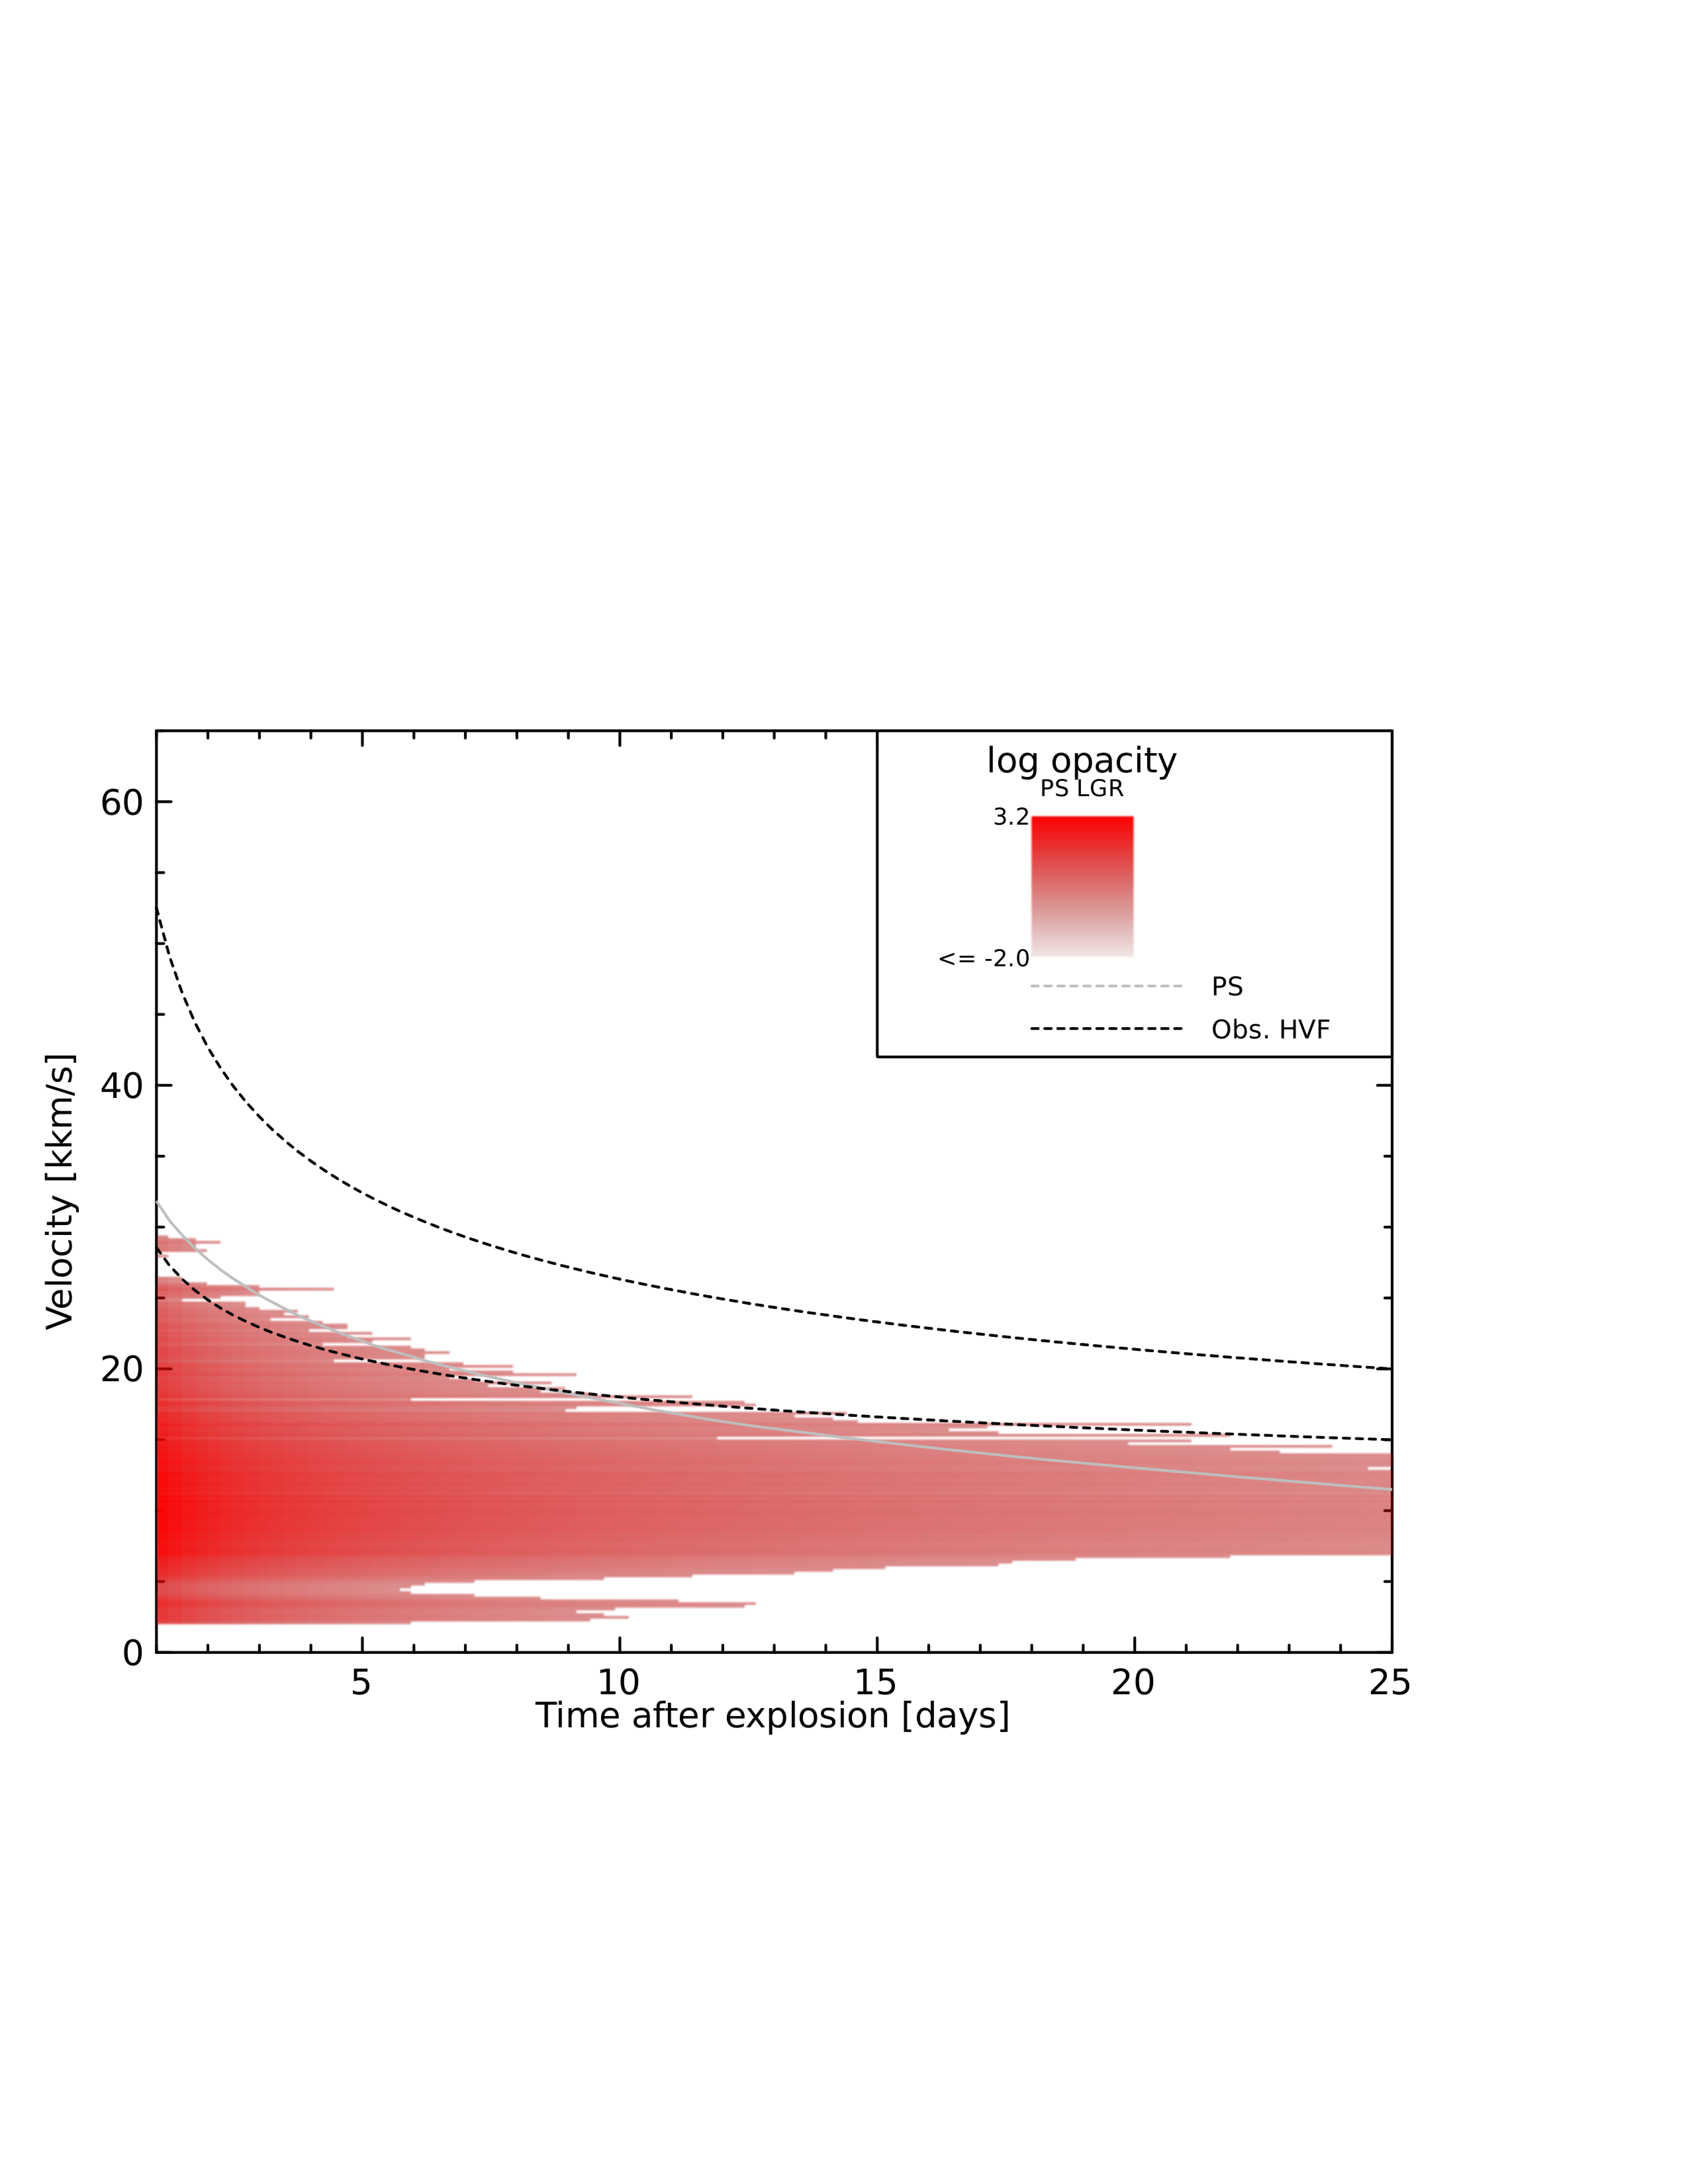 log opacity
PS LGR
3.2
<= -2.0
PS
Obs. HVF
60
40
20
0
Velocity [kkm/s]
5 10 15 20 25
Time after explosion [days]